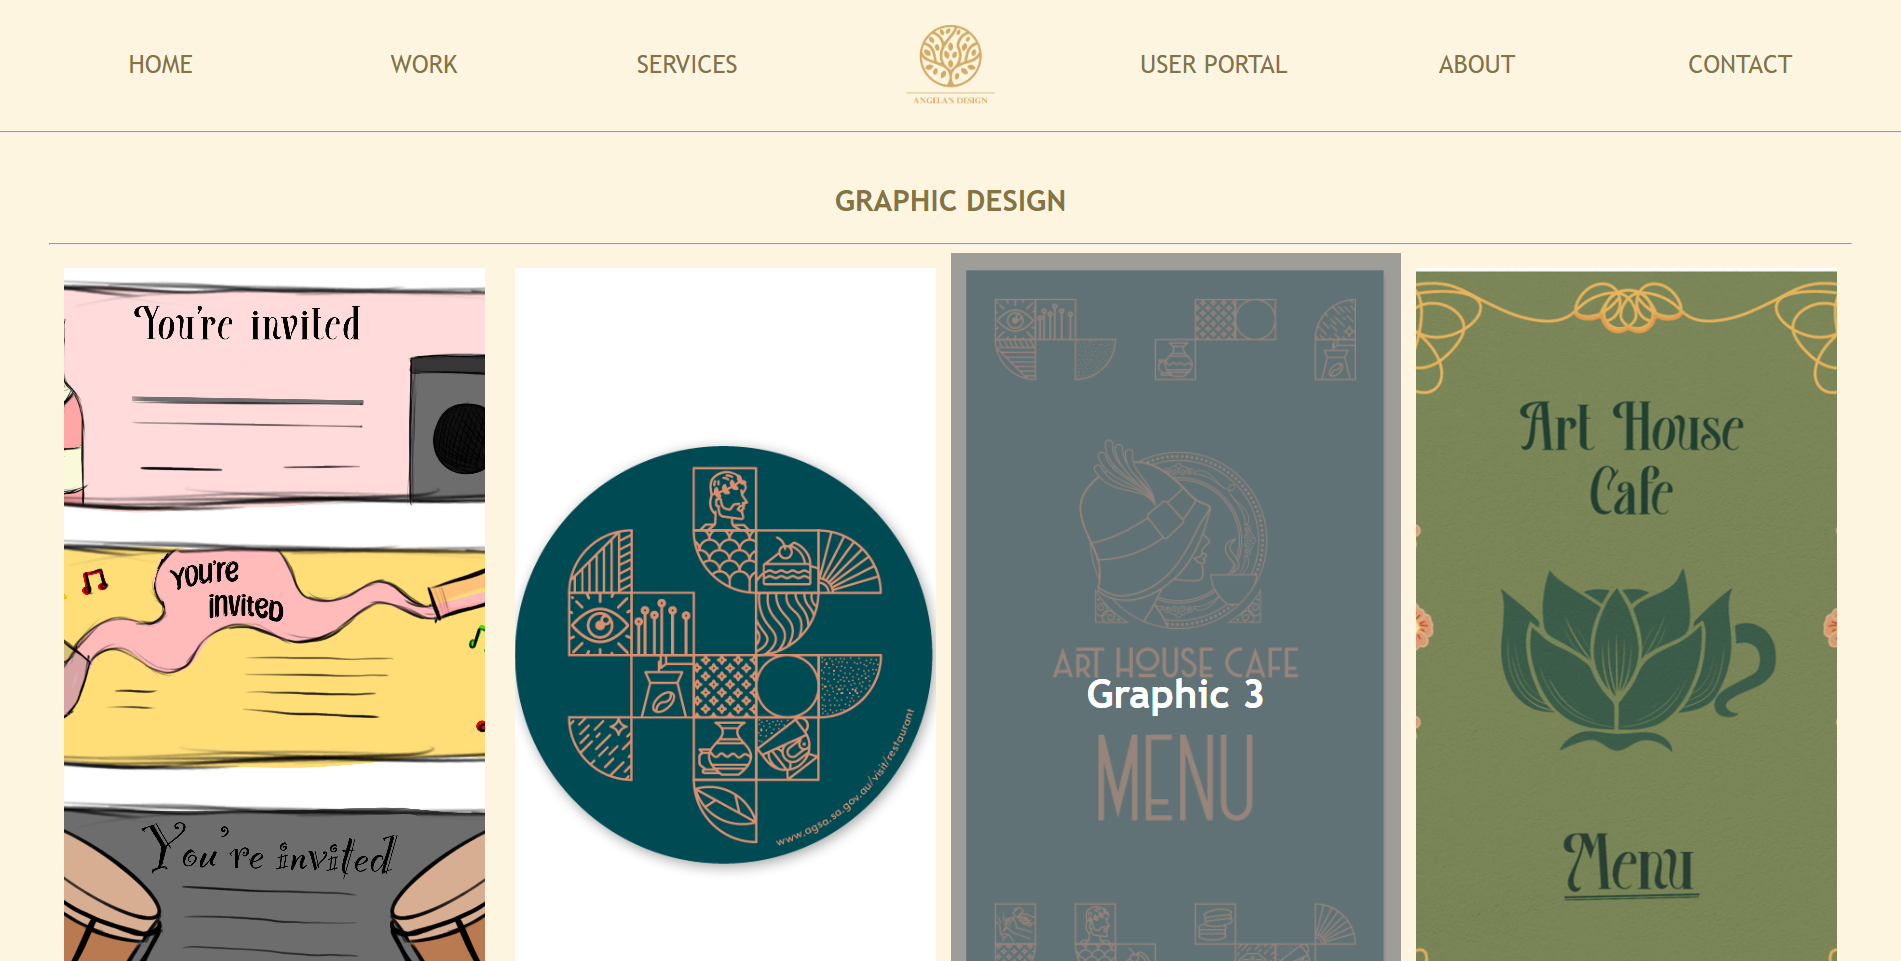 HOME
WORK
SERVICES
ANGELA'S DESIGN
USER PORTAL
ABOUT
CONTACT
GRAPHIC DESIGN
You're invited
you're
invited
You're invited
www.agsa.sa.gov.au/visit/restaurant
ART HOUSE CAFE
Graphic 3
MENU
Art House
Cafe
Menu